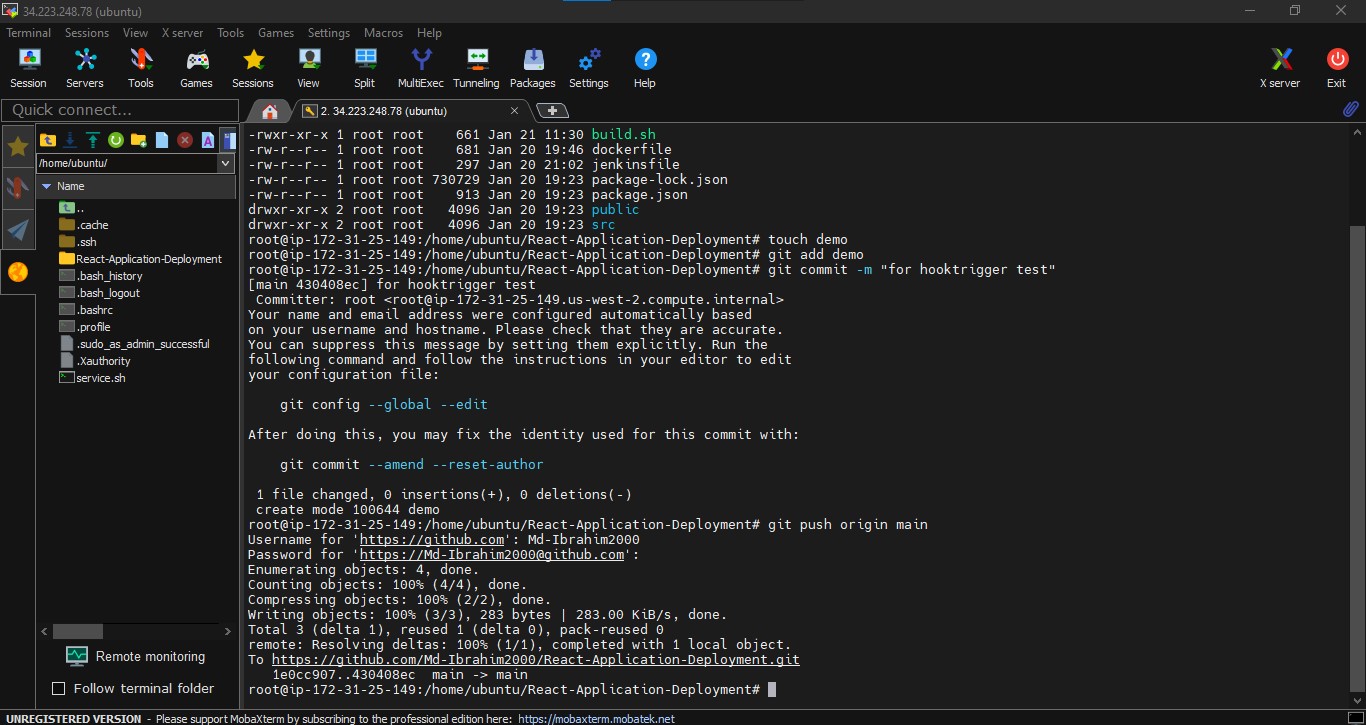 34.223.248.78 (ubuntu)
Terminal Sessions View X server Tools Games Settings Macros Help
Session Servers Tools Games Sessions View Split MultiExec Tunneling Packages Settings Help X server Exit
Quick connect...
2. 34.223.248.78 (ubuntu)
/home/ubuntu/
Name
..
.cache
.ssh
React-Application-Deployment
.bash_history
.bash_logout
.bashrc
.profile
.sudo_as_admin_successful
.Xauthority
service.sh
Remote monitoring
Follow terminal folder
-rwxr-xr-x 1 root root    661 Jan 21 11:30 build.sh
-rw-r--r-- 1 root root    681 Jan 20 19:46 dockerfile
-rw-r--r-- 1 root root    297 Jan 20 21:02 jenkinsfile
-rw-r--r-- 1 root root 730729 Jan 20 19:23 package-lock.json
-rw-r--r-- 1 root root    913 Jan 20 19:23 package.json
drwxr-xr-x 2 root root   4096 Jan 20 19:23 public
drwxr-xr-x 2 root root   4096 Jan 20 19:23 src
root@ip-172-31-25-149:/home/ubuntu/React-Application-Deployment# touch demo
root@ip-172-31-25-149:/home/ubuntu/React-Application-Deployment# git add demo
root@ip-172-31-25-149:/home/ubuntu/React-Application-Deployment# git commit -m "for hooktrigger test"
[main 430408ec] for hooktrigger test
 Committer: root <root@ip-172-31-25-149.us-west-2.compute.internal>
Your name and email address were configured automatically based
on your username and hostname. Please check that they are accurate.
You can suppress this message by setting them explicitly. Run the
following command and follow the instructions in your editor to edit
your configuration file:
    git config --global --edit
After doing this, you may fix the identity used for this commit with:
    git commit --amend --reset-author
 1 file changed, 0 insertions(+), 0 deletions(-)
 create mode 100644 demo
root@ip-172-31-25-149:/home/ubuntu/React-Application-Deployment# git push origin main
Username for 'https://github.com': Md-Ibrahim2000
Password for 'https://Md-Ibrahim2000@github.com':
Enumerating objects: 4, done.
Counting objects: 100% (4/4), done.
Compressing objects: 100% (2/2), done.
Writing objects: 100% (3/3), 283 bytes | 283.00 KiB/s, done.
Total 3 (delta 1), reused 1 (delta 0), pack-reused 0
remote: Resolving deltas: 100% (1/1), completed with 1 local object.
To https://github.com/Md-Ibrahim2000/React-Application-Deployment.git
   1e0cc907..430408ec  main -> main
root@ip-172-31-25-149:/home/ubuntu/React-Application-Deployment#
UNREGISTERED VERSION - Please support MobaXterm by subscribing to the professional edition here: https://mobaxterm.mobatek.net